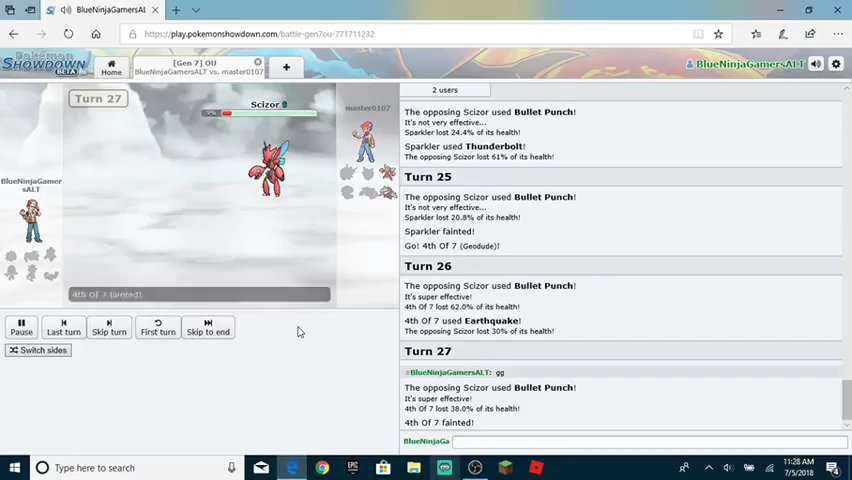 BlueNinjaGamersALT
https://play.pokemonshowdown.com/battle-gen7ou-771711232
Pokémon
SHOWDOWN
BETA
Home
[Gen 7] OU
BlueNinjaGamersALT vs. master0107
BlueNinjaGamersALT
Turn 27
Scizor
9%
master0107
BlueNinjaGamer
sALT
4th Of 7 fainted!
Pause
Last turn
Skip turn
First turn
Skip to end
Switch sides
2 users
The opposing Scizor used Bullet Punch!
It's not very effective...
Sparkler lost 24.4% of its health!
Sparkler used Thunderbolt!
The opposing Scizor lost 61% of its health!
Turn 25
The opposing Scizor used Bullet Punch!
It's not very effective...
Sparkler lost 20.8% of its health!
Sparkler fainted!
Go! 4th Of 7 (Geodude)!
Turn 26
The opposing Scizor used Bullet Punch!
It's super effective!
4th Of 7 lost 62.0% of its health!
4th Of 7 used Earthquake!
The opposing Scizor lost 30% of its health!
Turn 27
☆BlueNinjaGamersALT: gg
The opposing Scizor used Bullet Punch!
It's super effective!
4th Of 7 lost 38.0% of its health!
4th Of 7 fainted!
BlueNinjaGa
Type here to search
EPIC
11:28 AM
7/5/2018
4